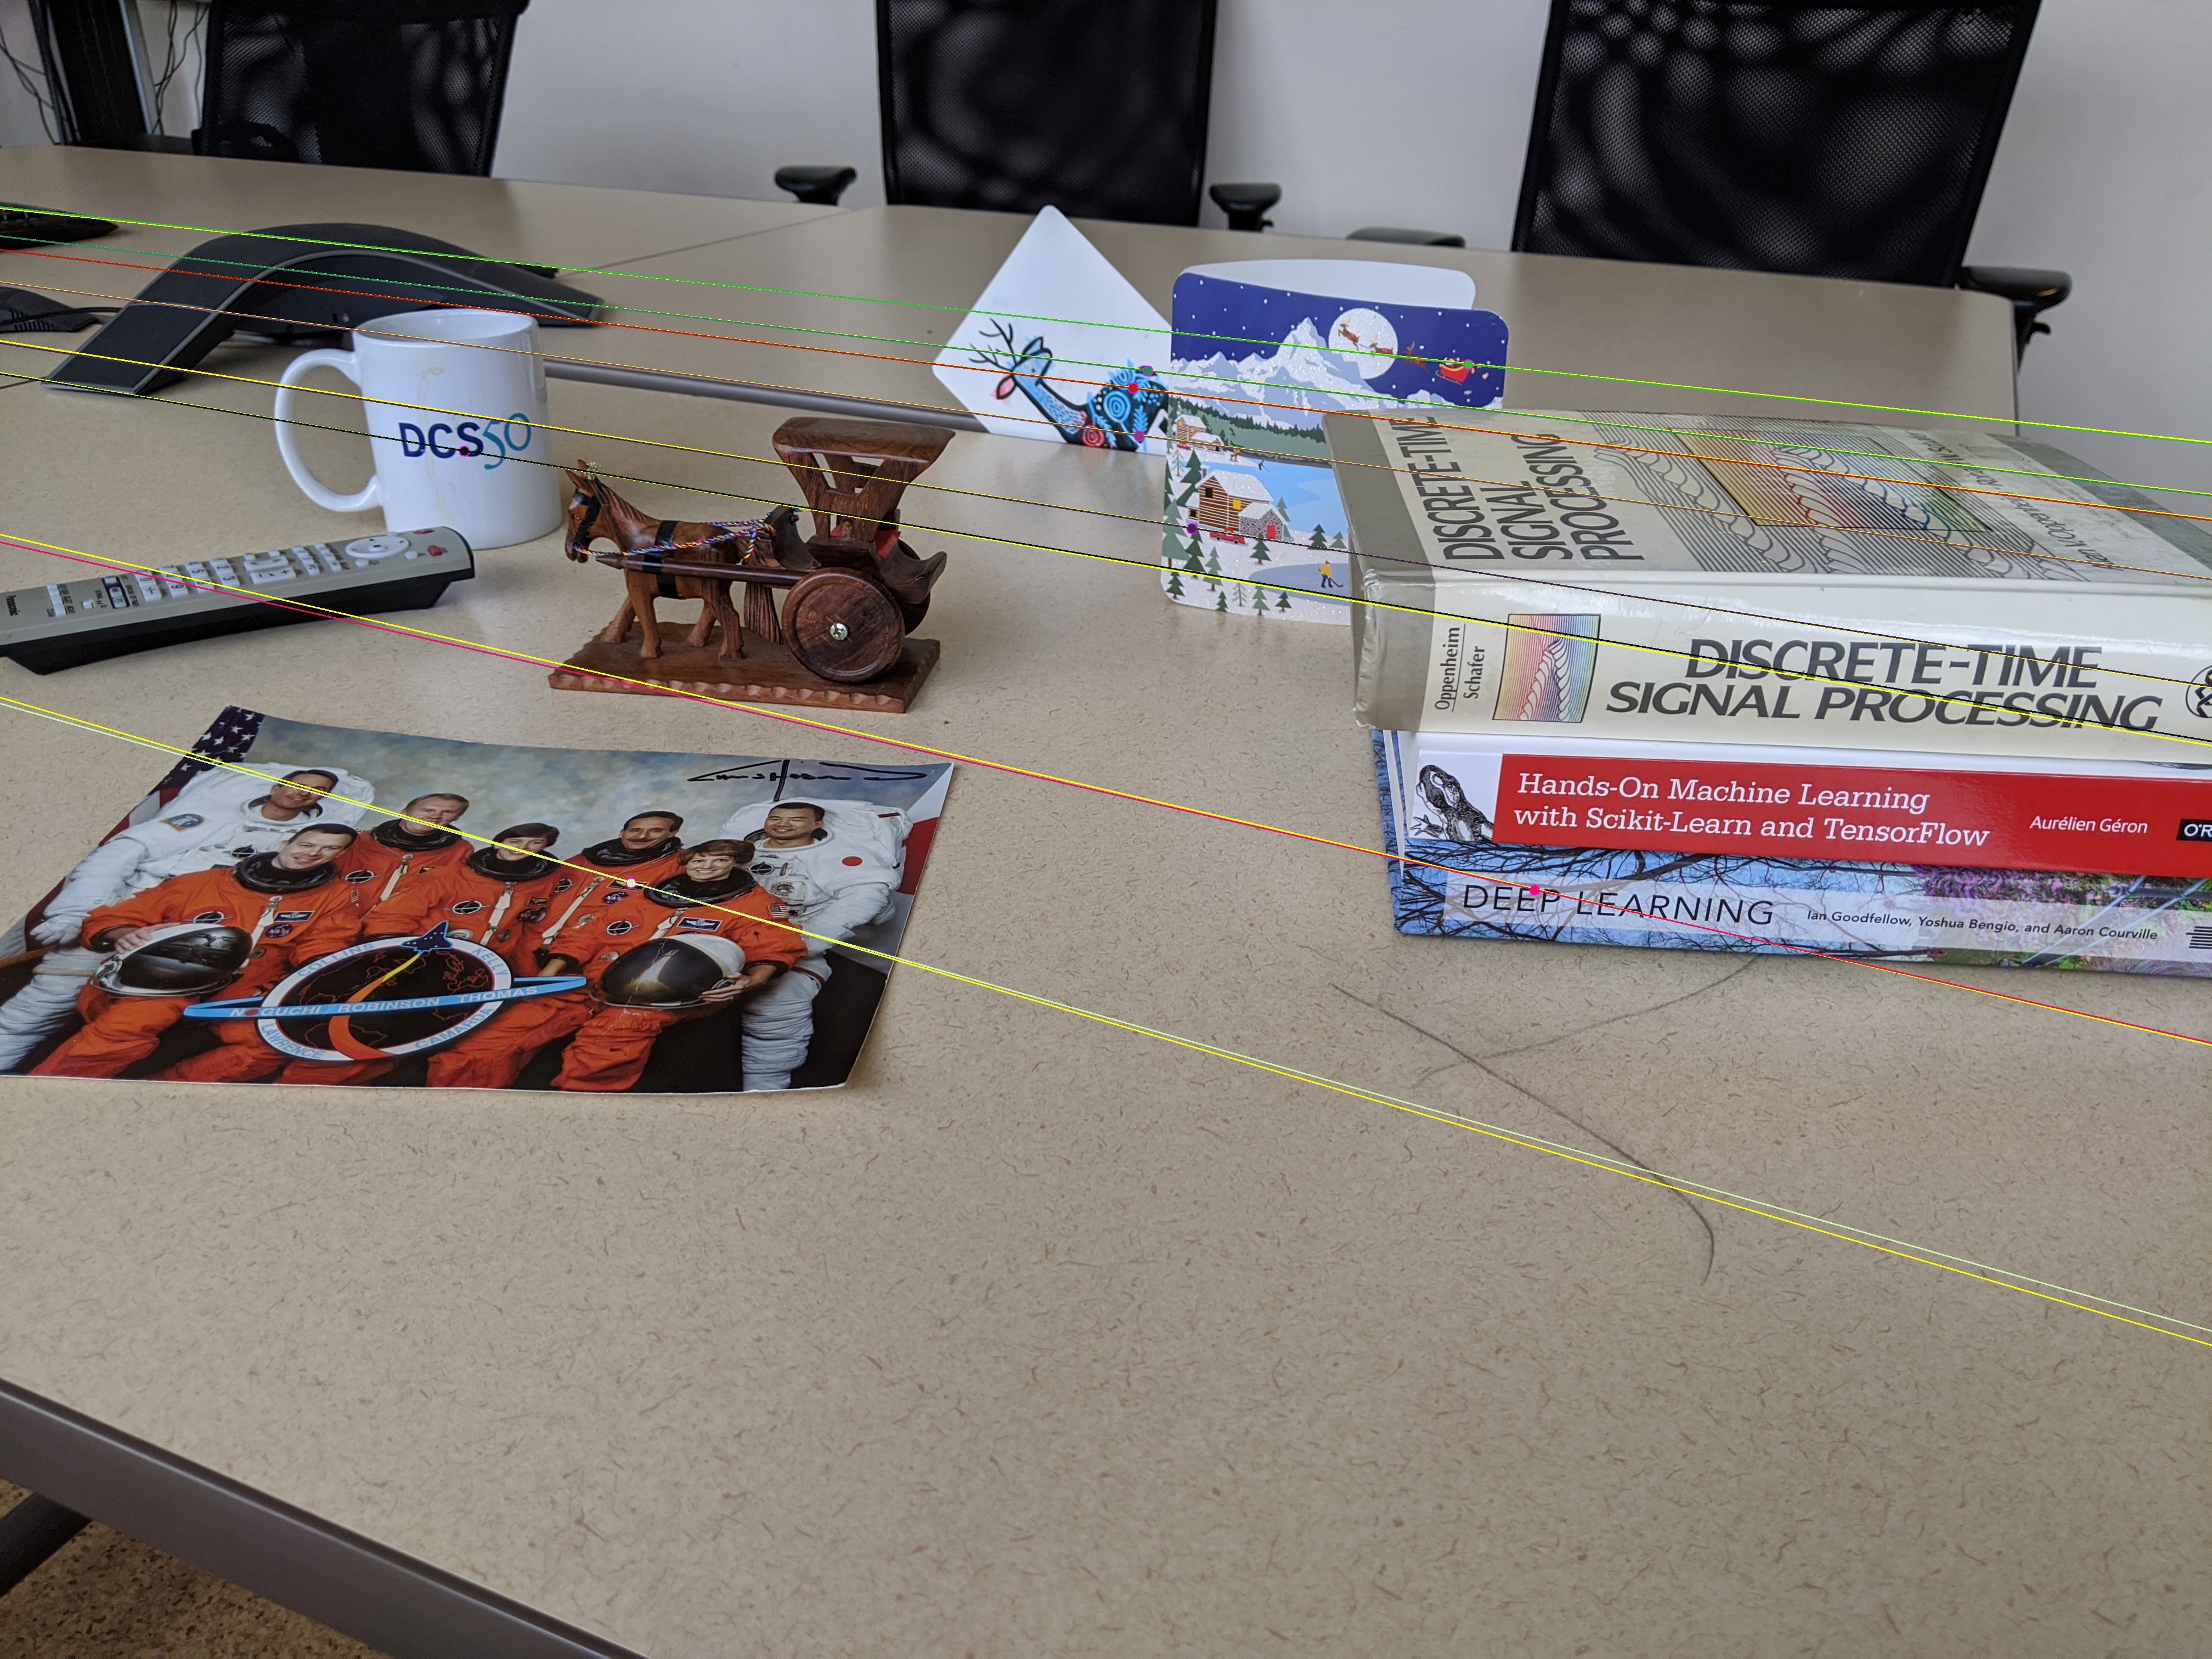 DCS50
DISCRETE-TIME
SIGNAL
PROCESSING
Oppenheim
Schafer
DISCRETE-TIME
SIGNAL PROCESSING
Hands-On Machine Learning
with Scikit-Learn and TensorFlow
Aurélien Géron
DEEP LEARNING
Ian Goodfellow, Yoshua Bengio, and Aaron Courville
Panasonic
COLLINS KELLY
NOGUCHI ROBINSON THOMAS
LAWRENCE CAMARDA